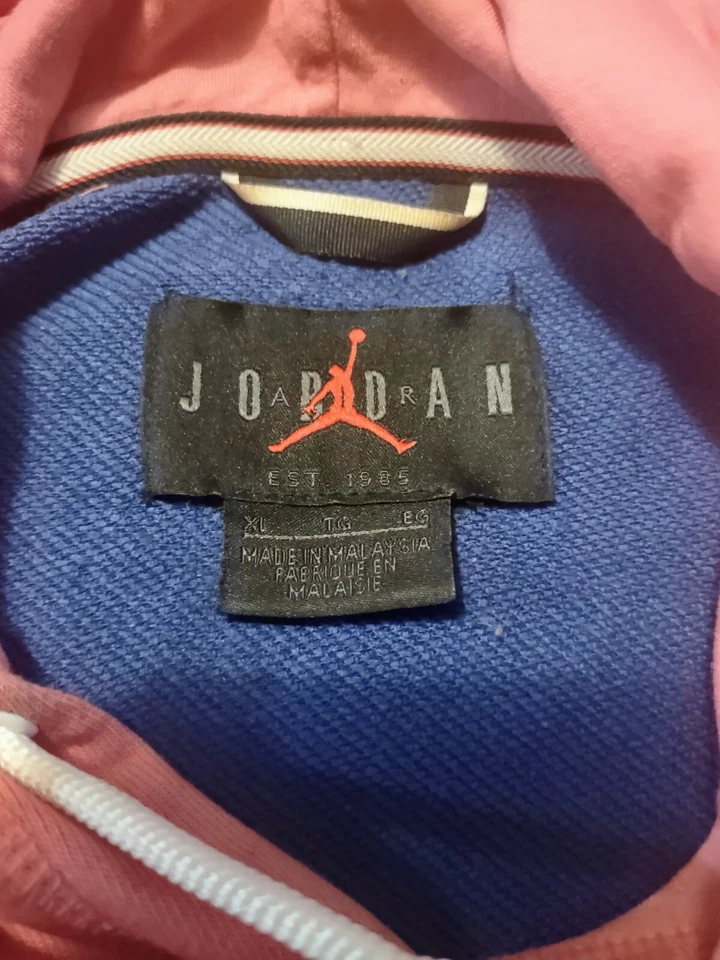 JORDAN
AIR
EST. 1985
XL TG EG
MADE IN MALAYSIA
FABRIQUE EN
MALAISIE